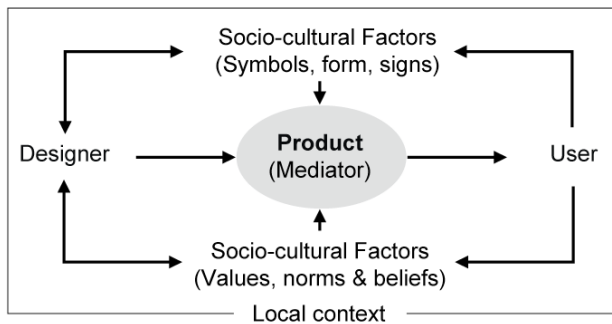 Socio-cultural Factors
(Symbols, form, signs)
Designer
Product
(Mediator)
User
Socio-cultural Factors
(Values, norms & beliefs)
Local context